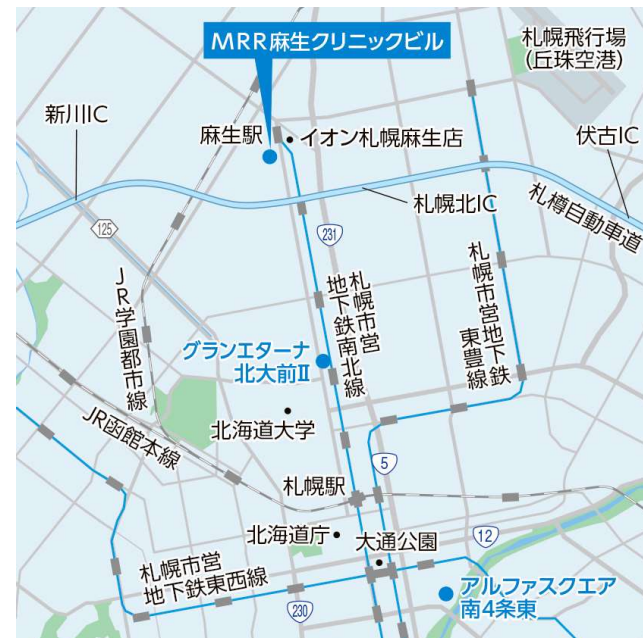 MRR麻生クリニックビル
札幌飛行場
(丘珠空港)
新川IC
麻生駅
イオン札幌麻生店
伏古IC
札幌北IC
札樽自動車道
125
231
JR学園都市線
札幌市営
地下鉄南北線
札幌市営地下鉄
東豊線
グランエターナ
北大前Ⅱ
北海道大学
JR函館本線
5
札幌駅
北海道庁
大通公園
12
札幌市営
地下鉄東西線
230
アルファスクエア
南4条東